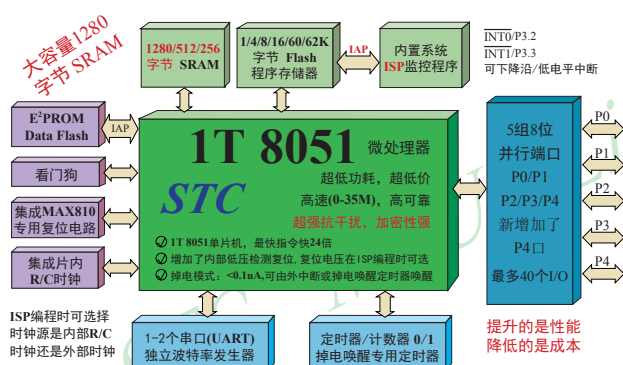 大容量1280
字节 SRAM
1280/512/256
字节 SRAM
1/4/8/16/60/62K
字节 Flash
程序存储器
IAP
内置系统
ISP监控程序
INT0/P3.2
INT1/P3.3
可下降沿/低电平中断
E²PROM
Data Flash
IAP
看门狗
集成MAX810
专用复位电路
集成片内
R/C时钟
1T 8051 微处理器
STC
超低功耗，超低价
高速(0-35M)，高可靠
超强抗干扰，加密性强
1T 8051单片机，最快指令快24倍
增加了内部低压检测复位,复位电压在ISP编程时可选
掉电模式：<0.1uA,可由外中断或掉电唤醒定时器唤醒
5组8位
并行端口
P0/P1
P2/P3/P4
新增加了
P4口
最多40个I/O
P0
P1
P2
P3
P4
ISP编程时可选择
时钟源是内部R/C
时钟还是外部时钟
1-2个串口(UART)
独立波特率发生器
定时器/计数器 0/1
掉电唤醒专用定时器
提升的是性能
降低的是成本